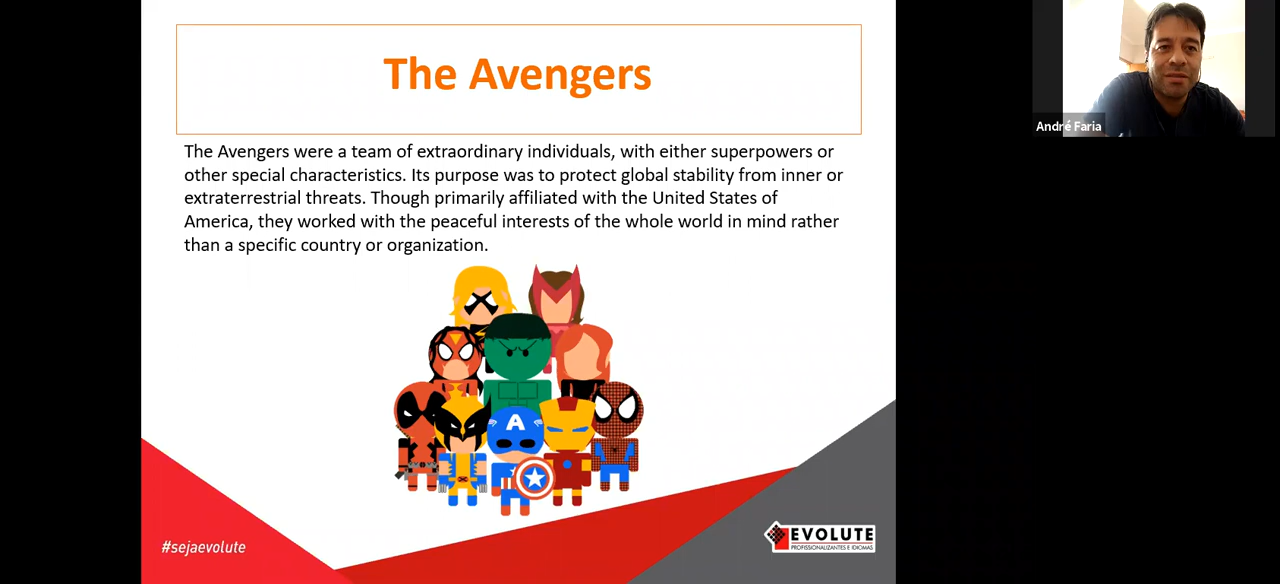 The Avengers
The Avengers were a team of extraordinary individuals, with either superpowers or
other special characteristics. Its purpose was to protect global stability from inner or
extraterrestrial threats. Though primarily affiliated with the United States of
America, they worked with the peaceful interests of the whole world in mind rather
than a specific country or organization.
A
#sejaevolute
EVOLUTE
PROFISSIONALIZANTES E IDIOMAS
André Faria